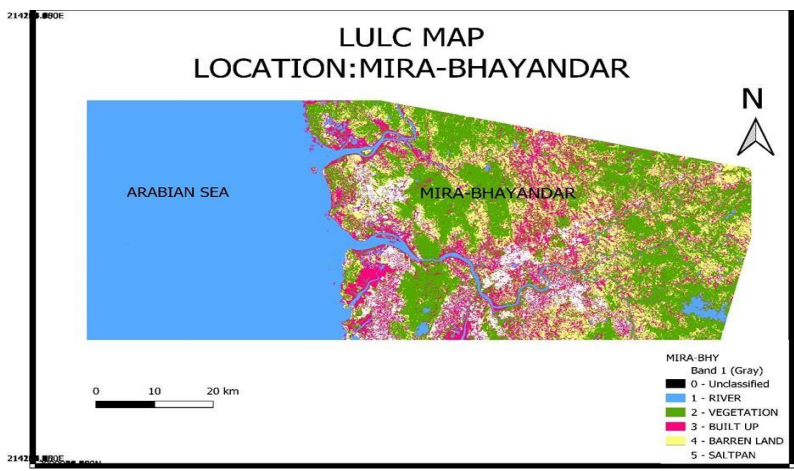 LULC MAP
LOCATION:MIRA-BHAYANDAR
N
ARABIAN SEA
MIRA-BHAYANDAR
MIRA-BHY
Band 1 (Gray)
0 - Unclassified
1 - RIVER
2 - VEGETATION
3 - BUILT UP
4 - BARREN LAND
5 - SALTPAN
0 10 20 km